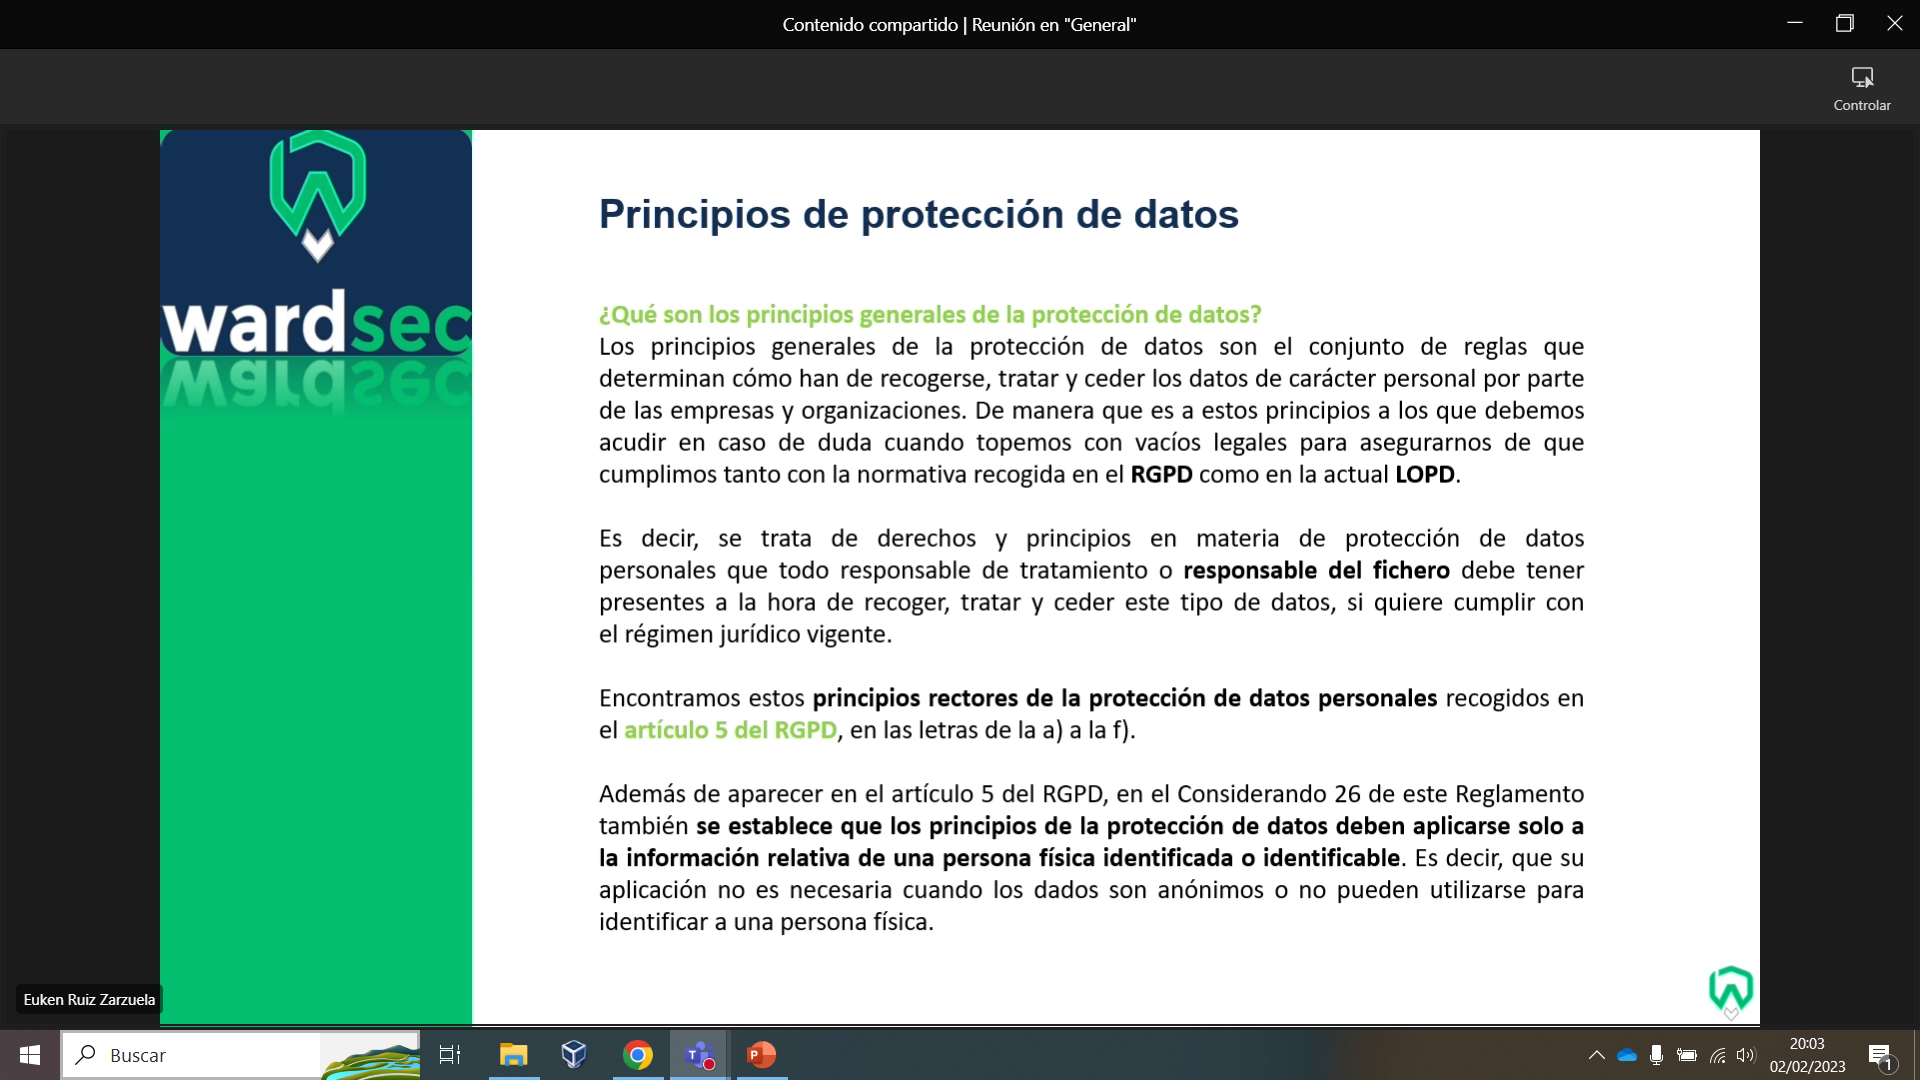 Contenido compartido | Reunión en "General"
Controlar
wardsec
Principios de protección de datos
¿Qué son los principios generales de la protección de datos?
Los principios generales de la protección de datos son el conjunto de reglas que
determinan cómo han de recogerse, tratar y ceder los datos de carácter personal por parte
de las empresas y organizaciones. De manera que es a estos principios a los que debemos
acudir en caso de duda cuando topemos con vacíos legales para asegurarnos de que
cumplimos tanto con la normativa recogida en el RGPD como en la actual LOPD.
Es decir, se trata de derechos y principios en materia de protección de datos
personales que todo responsable de tratamiento o responsable del fichero debe tener
presentes a la hora de recoger, tratar y ceder este tipo de datos, si quiere cumplir con
el régimen jurídico vigente.
Encontramos estos principios rectores de la protección de datos personales recogidos en
el artículo 5 del RGPD, en las letras de la a) a la f).
Además de aparecer en el artículo 5 del RGPD, en el Considerando 26 de este Reglamento
también se establece que los principios de la protección de datos deben aplicarse solo a
la información relativa de una persona física identificada o identificable. Es decir, que su
aplicación no es necesaria cuando los dados son anónimos o no pueden utilizarse para
identificar a una persona física.
Euken Ruiz Zarzuela
Buscar
20:03
02/02/2023
1